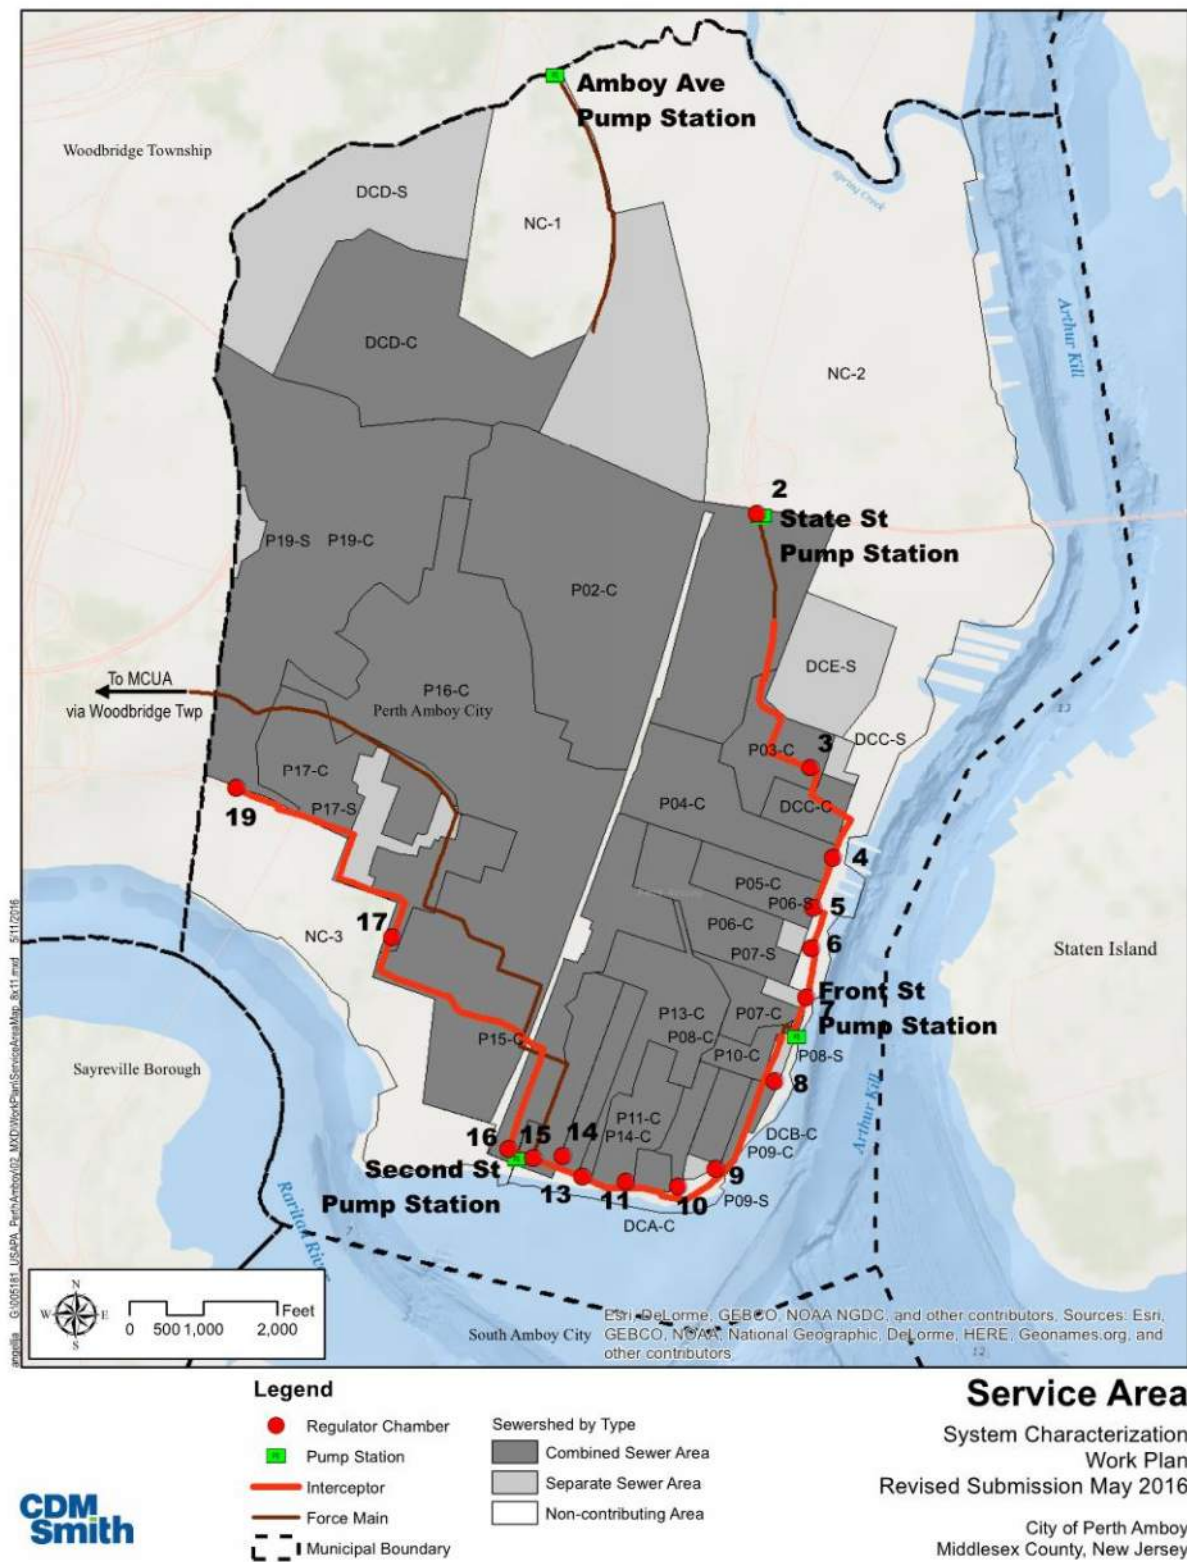 Amboy Ave
Pump Station
Woodbridge Township
DCD-S
NC-1
Spring Creek
DCD-C
NC-2
Arthur Kill
2
State St
Pump Station
P19-S
P19-C
P02-C
DCE-S
To MCUA
via Woodbridge Twp
P16-C
Perth Amboy City
13
DCC-S
P03-C
3
P17-C
19
P17-S
P04-C
DCC-C
4
P05-C
P06-S
5
17
NC-3
P06-C
P07-S
6
Staten Island
Front St
7
Pump Station
P13-C
P07-C
P08-C
P15-C
P10-C
P08-S
Sayreville Borough
8
P11-C
P14-C
DCB-C
P09-C
Arthur Kill
16
15
14
Second St
Pump Station
13
11
10
9
P09-S
DCA-C
Raritan River
7
N
W
E
S
Feet
0 500 1,000 2,000
South Amboy City
12
Esri, DeLorme, GEBCO, NOAA NGDC, and other contributors, Sources: Esri,
GEBCO, NOAA, National Geographic, DeLorme, HERE, Geonames.org, and
other contributors
Legend
Regulator Chamber
Pump Station
Interceptor
Force Main
Municipal Boundary
Sewershed by Type
Combined Sewer Area
Separate Sewer Area
Non-contributing Area
Service Area
System Characterization
Work Plan
Revised Submission May 2016
City of Perth Amboy
Middlesex County, New Jersey
CDM
Smith